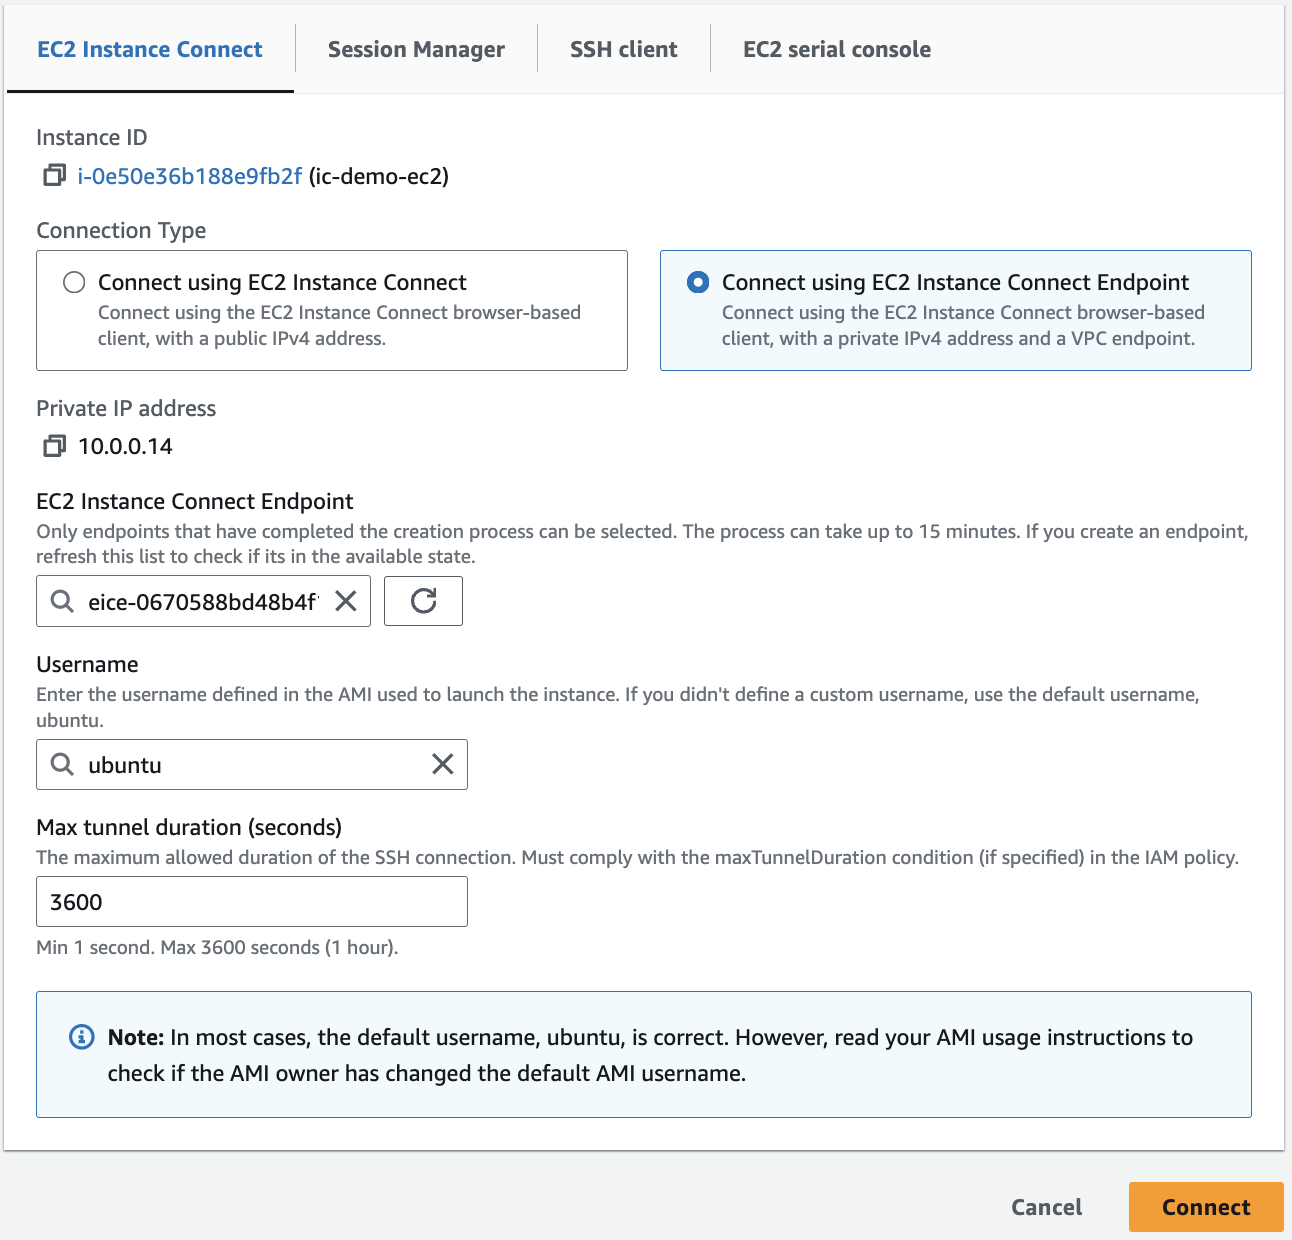 EC2 Instance Connect
Session Manager
SSH client
EC2 serial console
Instance ID
i-0e50e36b188e9fb2f (ic-demo-ec2)
Connection Type
Connect using EC2 Instance Connect
Connect using the EC2 Instance Connect browser-based
client, with a public IPv4 address.
Connect using EC2 Instance Connect Endpoint
Connect using the EC2 Instance Connect browser-based
client, with a private IPv4 address and a VPC endpoint.
Private IP address
10.0.0.14
EC2 Instance Connect Endpoint
Only endpoints that have completed the creation process can be selected. The process can take up to 15 minutes. If you create an endpoint,
refresh this list to check if its in the available state.
eice-0670588bd48b4f
Username
Enter the username defined in the AMI used to launch the instance. If you didn't define a custom username, use the default username,
ubuntu.
ubuntu
Max tunnel duration (seconds)
The maximum allowed duration of the SSH connection. Must comply with the maxTunnelDuration condition (if specified) in the IAM policy.
3600
Min 1 second. Max 3600 seconds (1 hour).
Note: In most cases, the default username, ubuntu, is correct. However, read your AMI usage instructions to
check if the AMI owner has changed the default AMI username.
Cancel
Connect